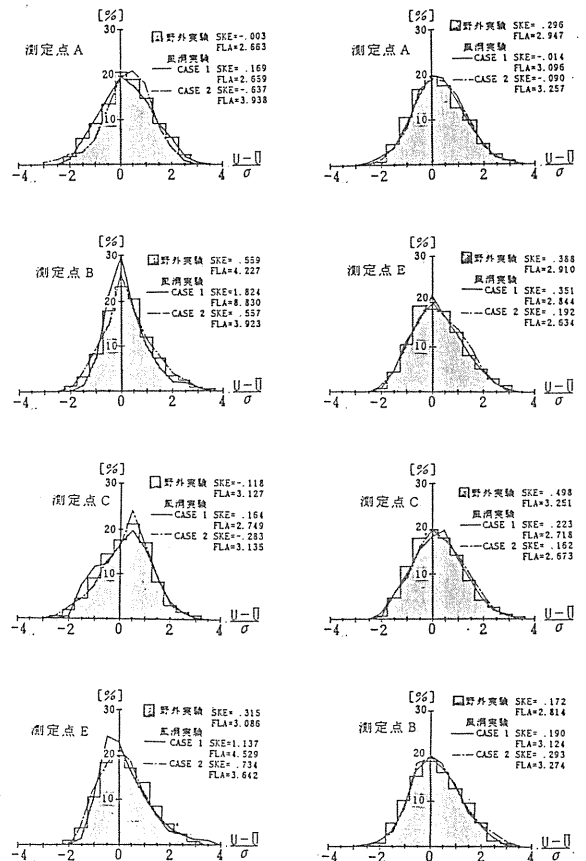 [%]
測定点A
野外実験 SKE=-.003
FLA=2.663
風洞実験
CASE 1 SKE= .169
FLA=2.659
CASE 2 SKE=-.637
FLA=3.938
30
20
10
-4 -2 0 2 4
U-Ū
σ
[%]
測定点A
野外実験 SKE= .296
FLA=2.947
風洞実験
CASE 1 SKE=-.014
FLA=3.096
CASE 2 SKE=-.090
FLA=3.257
30
20
10
-4 -2 0 2 4
U-Ū
σ
[%]
測定点B
野外実験 SKE= .559
FLA=4.227
風洞実験
CASE 1 SKE=1.824
FLA=8.830
CASE 2 SKE= .557
FLA=3.923
30
20
10
-4 -2 0 2 4
U-Ū
σ
[%]
測定点E
野外実験 SKE= .388
FLA=2.910
風洞実験
CASE 1 SKE= .351
FLA=2.844
CASE 2 SKE= .192
FLA=2.634
30
20
10
-4 -2 0 2 4
U-Ū
σ
[%]
測定点C
野外実験 SKE=-.118
FLA=3.127
風洞実験
CASE 1 SKE= .164
FLA=2.749
CASE 2 SKE=-.283
FLA=3.135
30
20
10
-4 -2 0 2 4
U-Ū
σ
[%]
測定点C
野外実験 SKE= .498
FLA=3.251
風洞実験
CASE 1 SKE= .223
FLA=2.718
CASE 2 SKE= .162
FLA=2.673
30
20
10
-4 -2 0 2 4
U-Ū
σ
[%]
測定点E
野外実験 SKE= .315
FLA=3.086
風洞実験
CASE 1 SKE=1.137
FLA=4.529
CASE 2 SKE= .734
FLA=3.642
30
20
10
-4 -2 0 2 4
U-Ū
σ
[%]
測定点B
野外実験 SKE= .172
FLA=2.814
風洞実験
CASE 1 SKE= .190
FLA=3.124
CASE 2 SKE= .293
FLA=3.274
30
20
10
-4 -2 0 2 4
U-Ū
σ